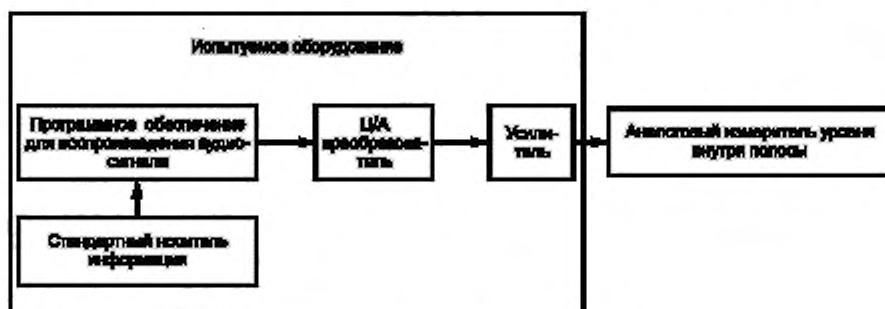 Испытуемое оборудование
Программное обеспечение
для воспроизведения аудио-
сигнала
Ц/А
преобразова-
тель
Усили-
тель
Аналоговый измеритель уровня
внутри полосы
Стандартный носитель
информации